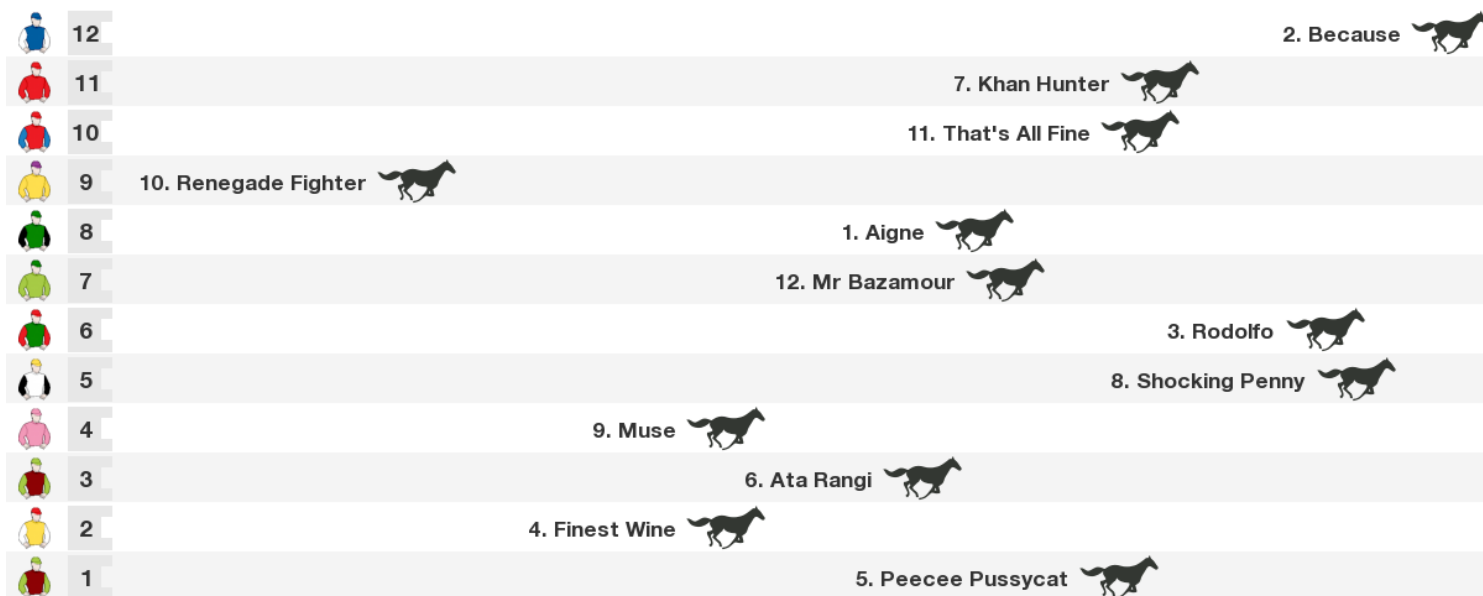 12 2. Because
11 7. Khan Hunter
10 11. That's All Fine
9 10. Renegade Fighter
8 1. Aigne
7 12. Mr Bazamour
6 3. Rodolfo
5 8. Shocking Penny
4 9. Muse
3 6. Ata Rangi
2 4. Finest Wine
1 5. Peecee Pussycat